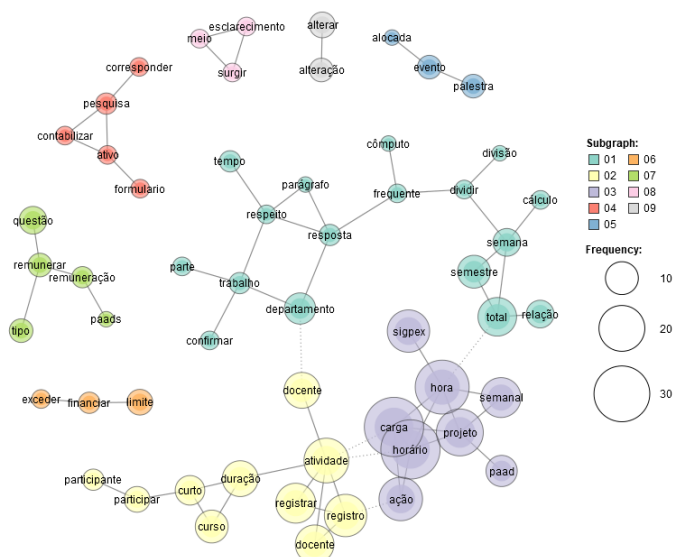 esclarecimento
meio
surgir
alterar
alteração
alocada
evento
palestra
corresponder
pesquisa
contabilizar
ativo
formulario
cômputo
divisão
tempo
parágrafo
frequente
dividir
cálculo
respeito
resposta
semana
questão
remunerar
remuneração
paads
tipo
parte
trabalho
confirmar
departamento
semestre
total
relação
sigpex
hora
semanal
carga
projeto
horário
paad
ação
exceder
financiar
limite
docente
atividade
participante
participar
curto
duração
curso
registrar
registro
docente
Subgraph:
01 06
02 07
03 08
04 09
05
Frequency:
10
20
30